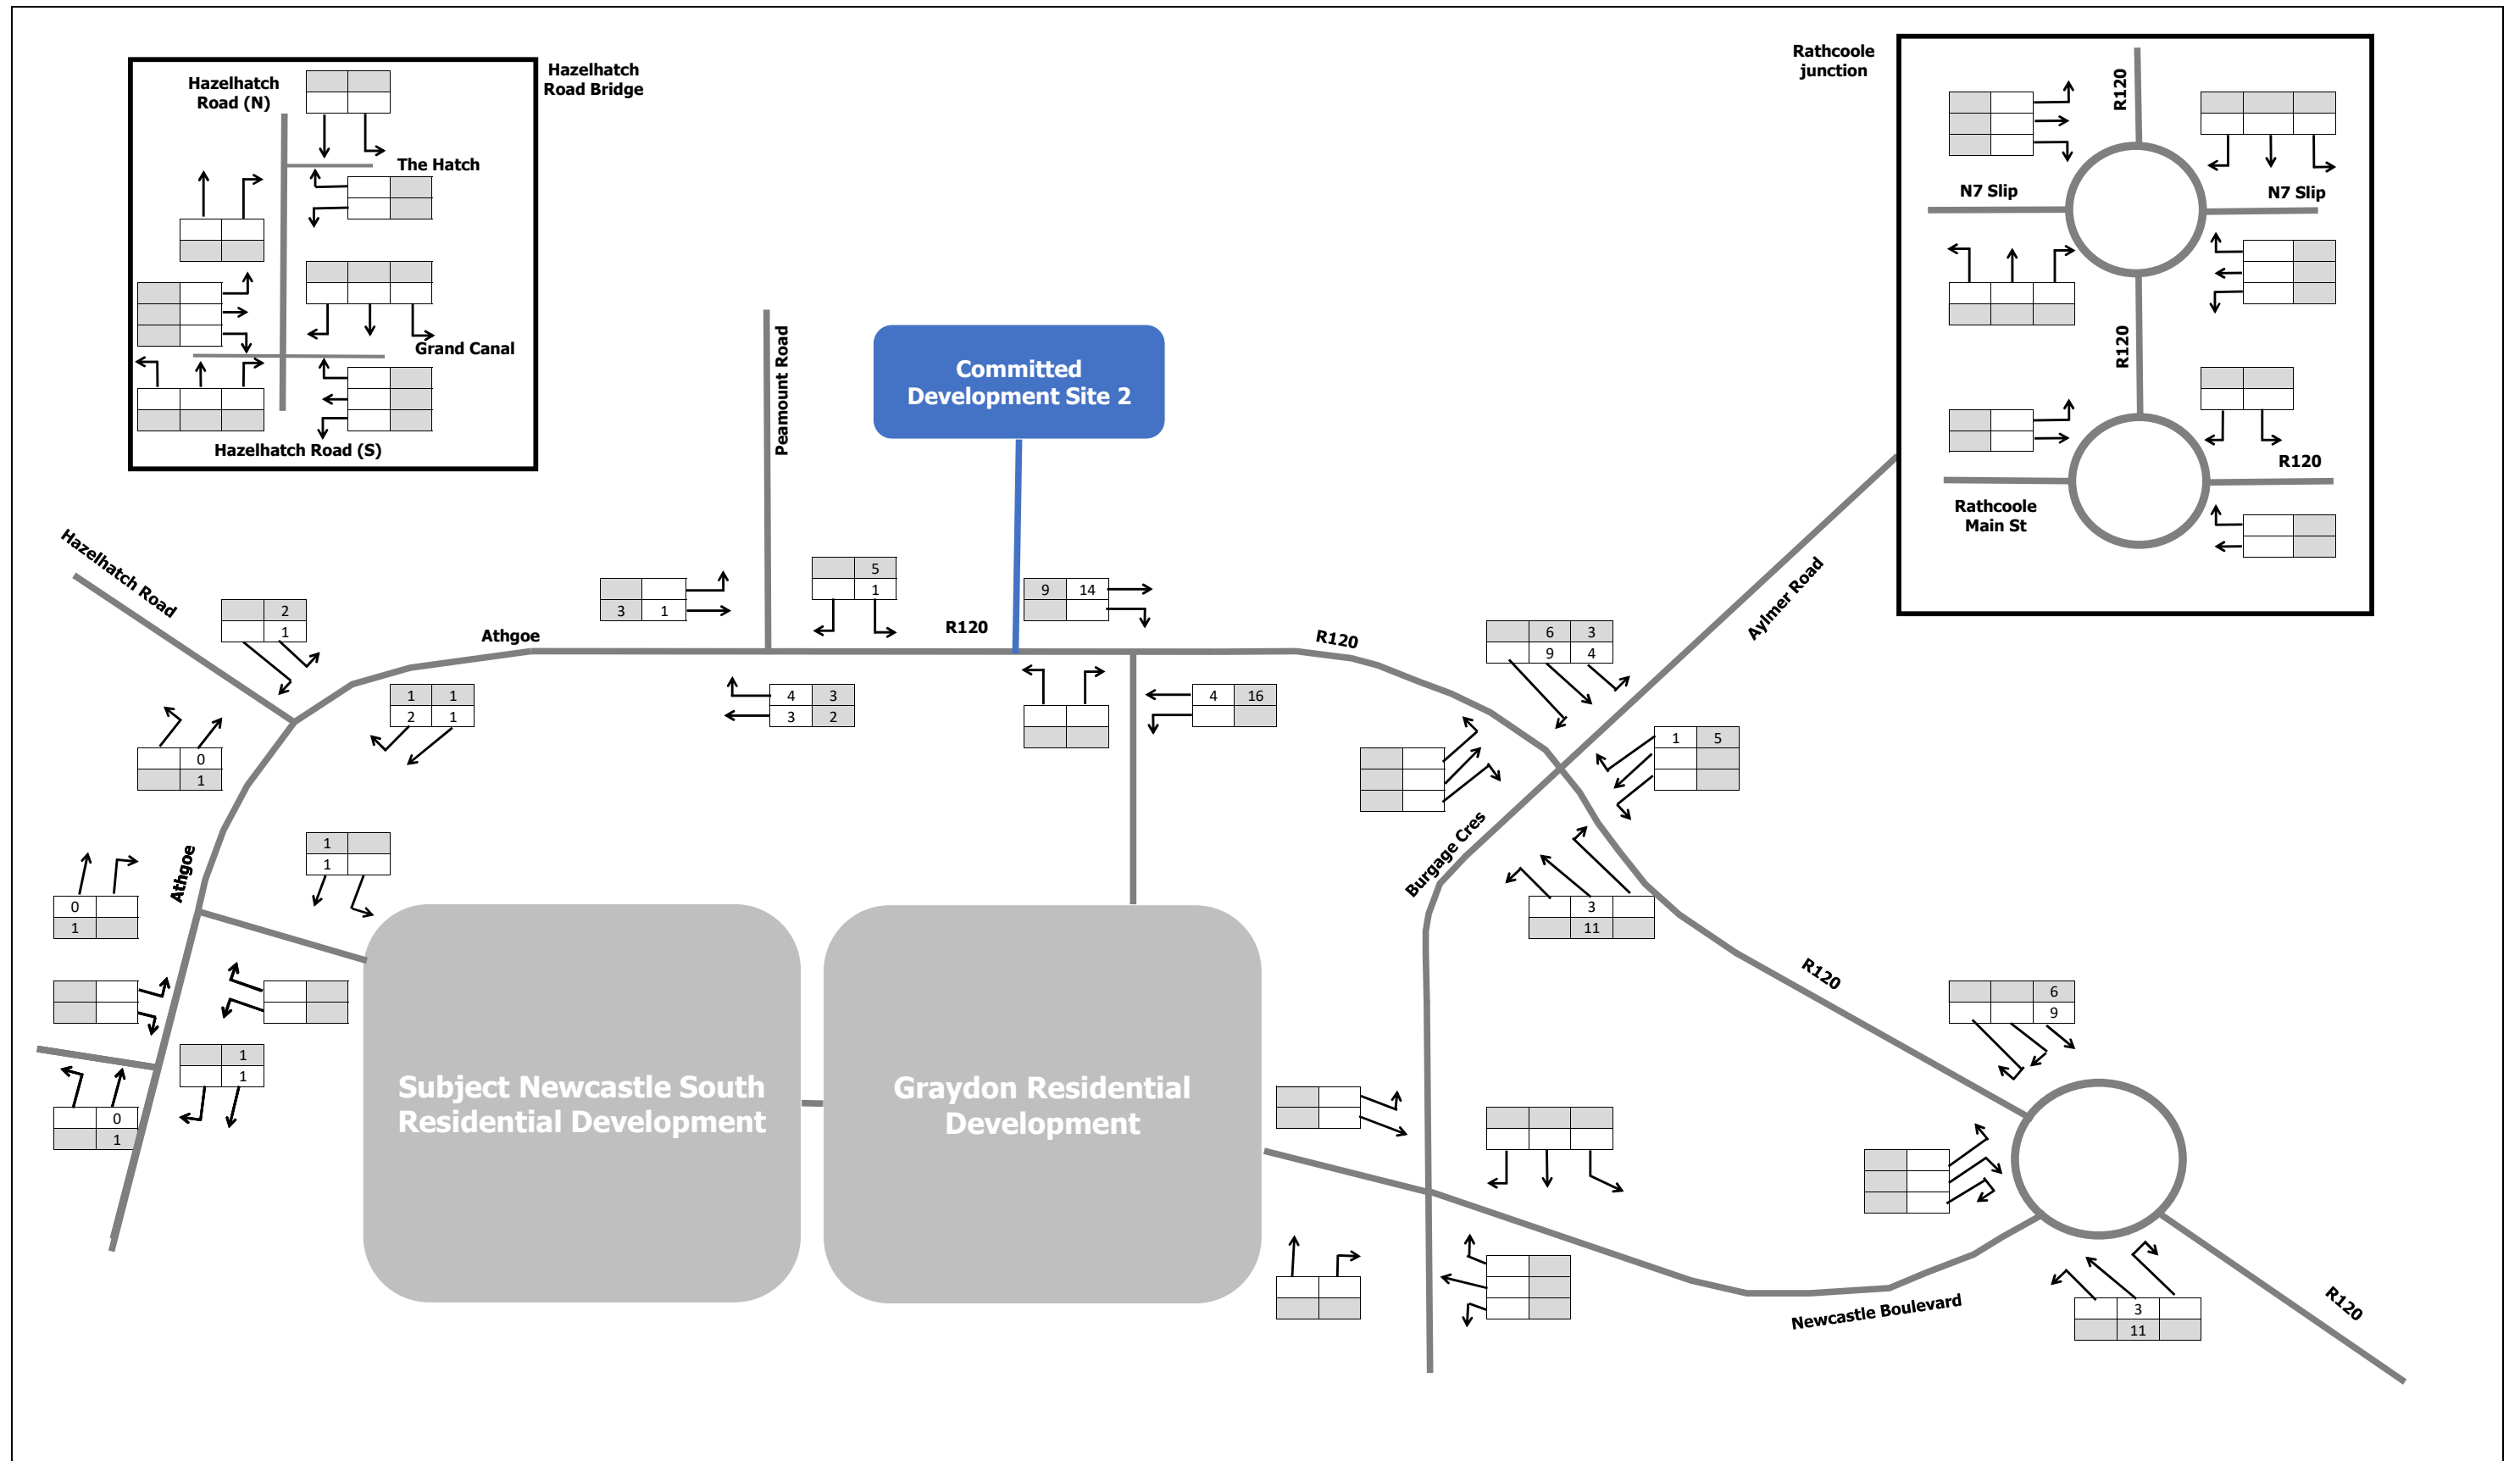 Hazelhatch
Road (N)
Hazelhatch
Road Bridge
The Hatch
Grand Canal
Hazelhatch Road (S)
Rathcoole
junction
R120
N7 Slip
N7 Slip
R120
R120
Rathcoole
Main St
Peamount Road
Committed
Development Site 2
Hazelhatch Road
2
1
Athgoe
3 1
5
1
R120
9 14
R120
6 3
9 4
Aylmer Road
1 1
2 1
4 3
3 2
4 16
1 5
0
1
Burgage Cres
3
11
1
1
Athgoe
0
1
R120
6
9
1
1
0
1
Subject Newcastle South
Residential Development
Graydon Residential
Development
Newcastle Boulevard
3
11
R120